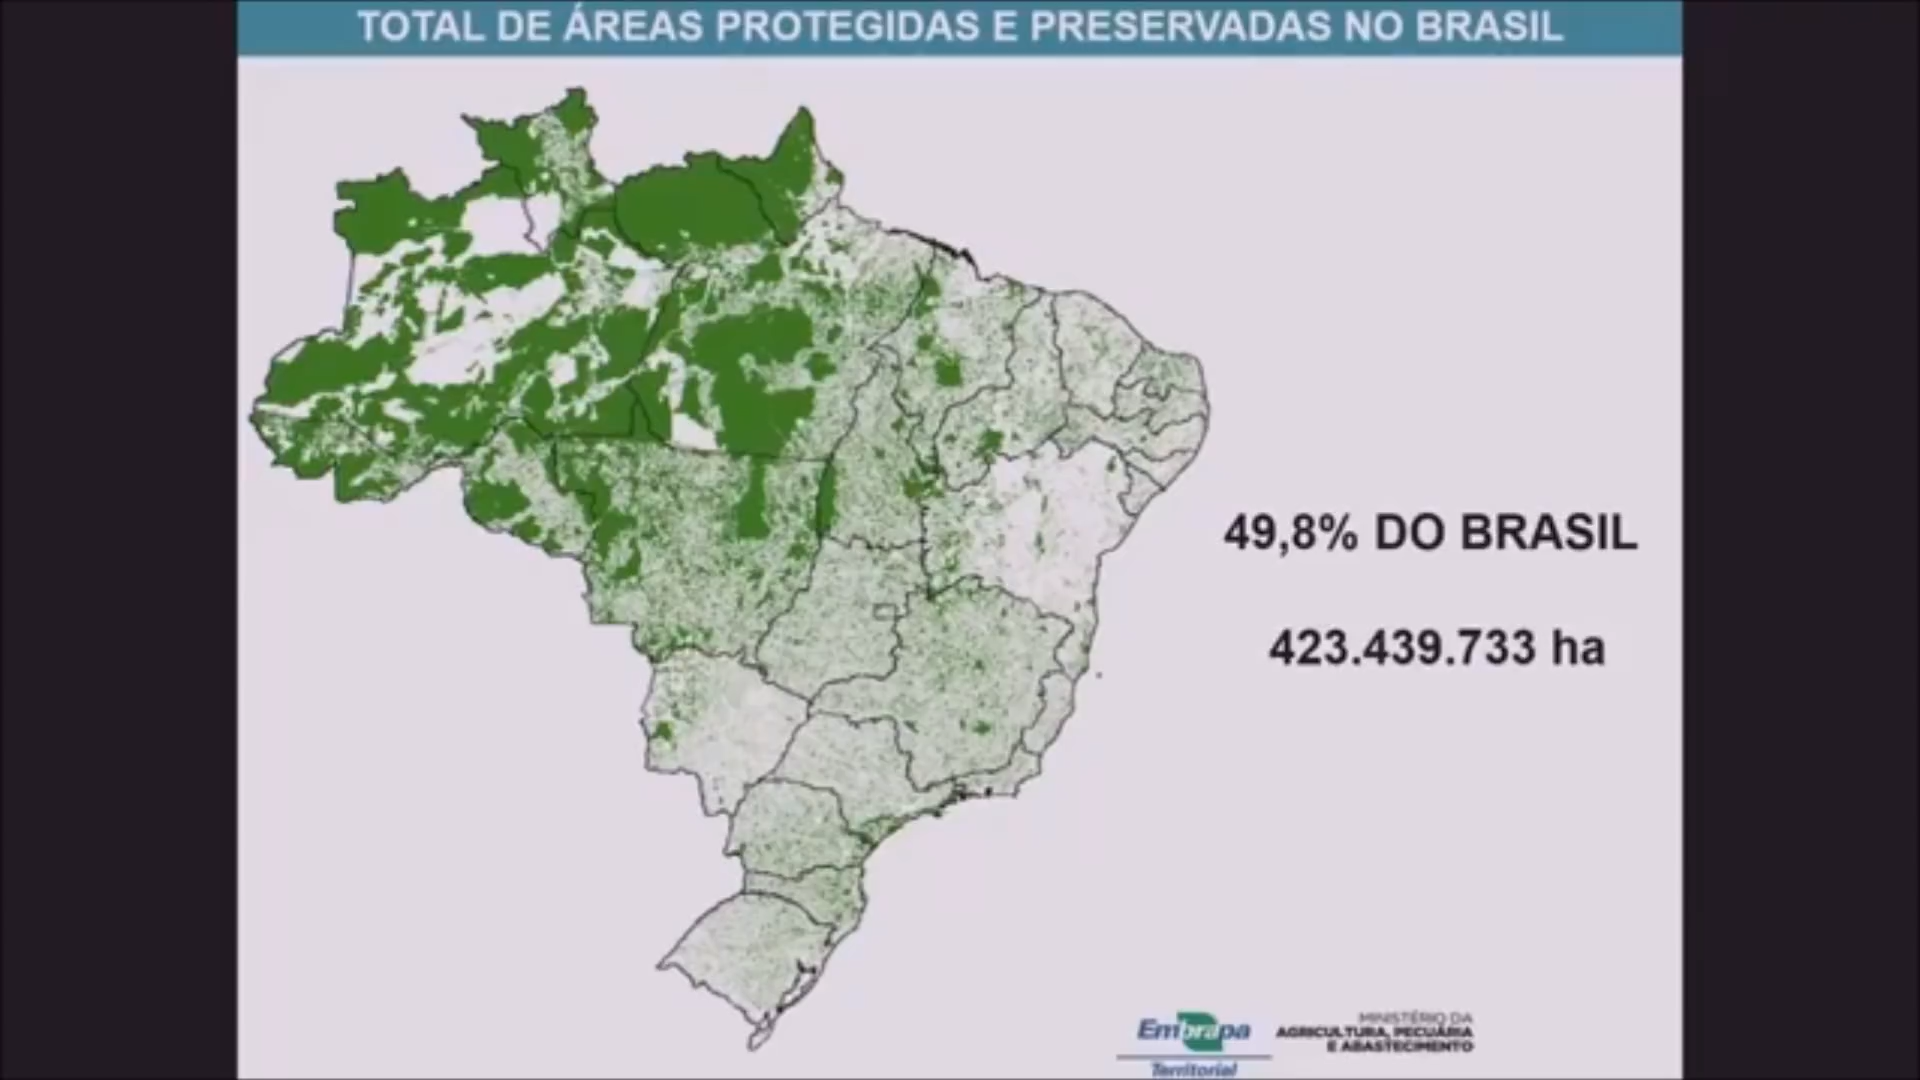 TOTAL DE ÁREAS PROTEGIDAS E PRESERVADAS NO BRASIL
49,8% DO BRASIL
423.439.733 ha
Embrapa
Territorial
MINISTÉRIO DA
AGRICULTURA, PECUÁRIA
E ABASTECIMENTO